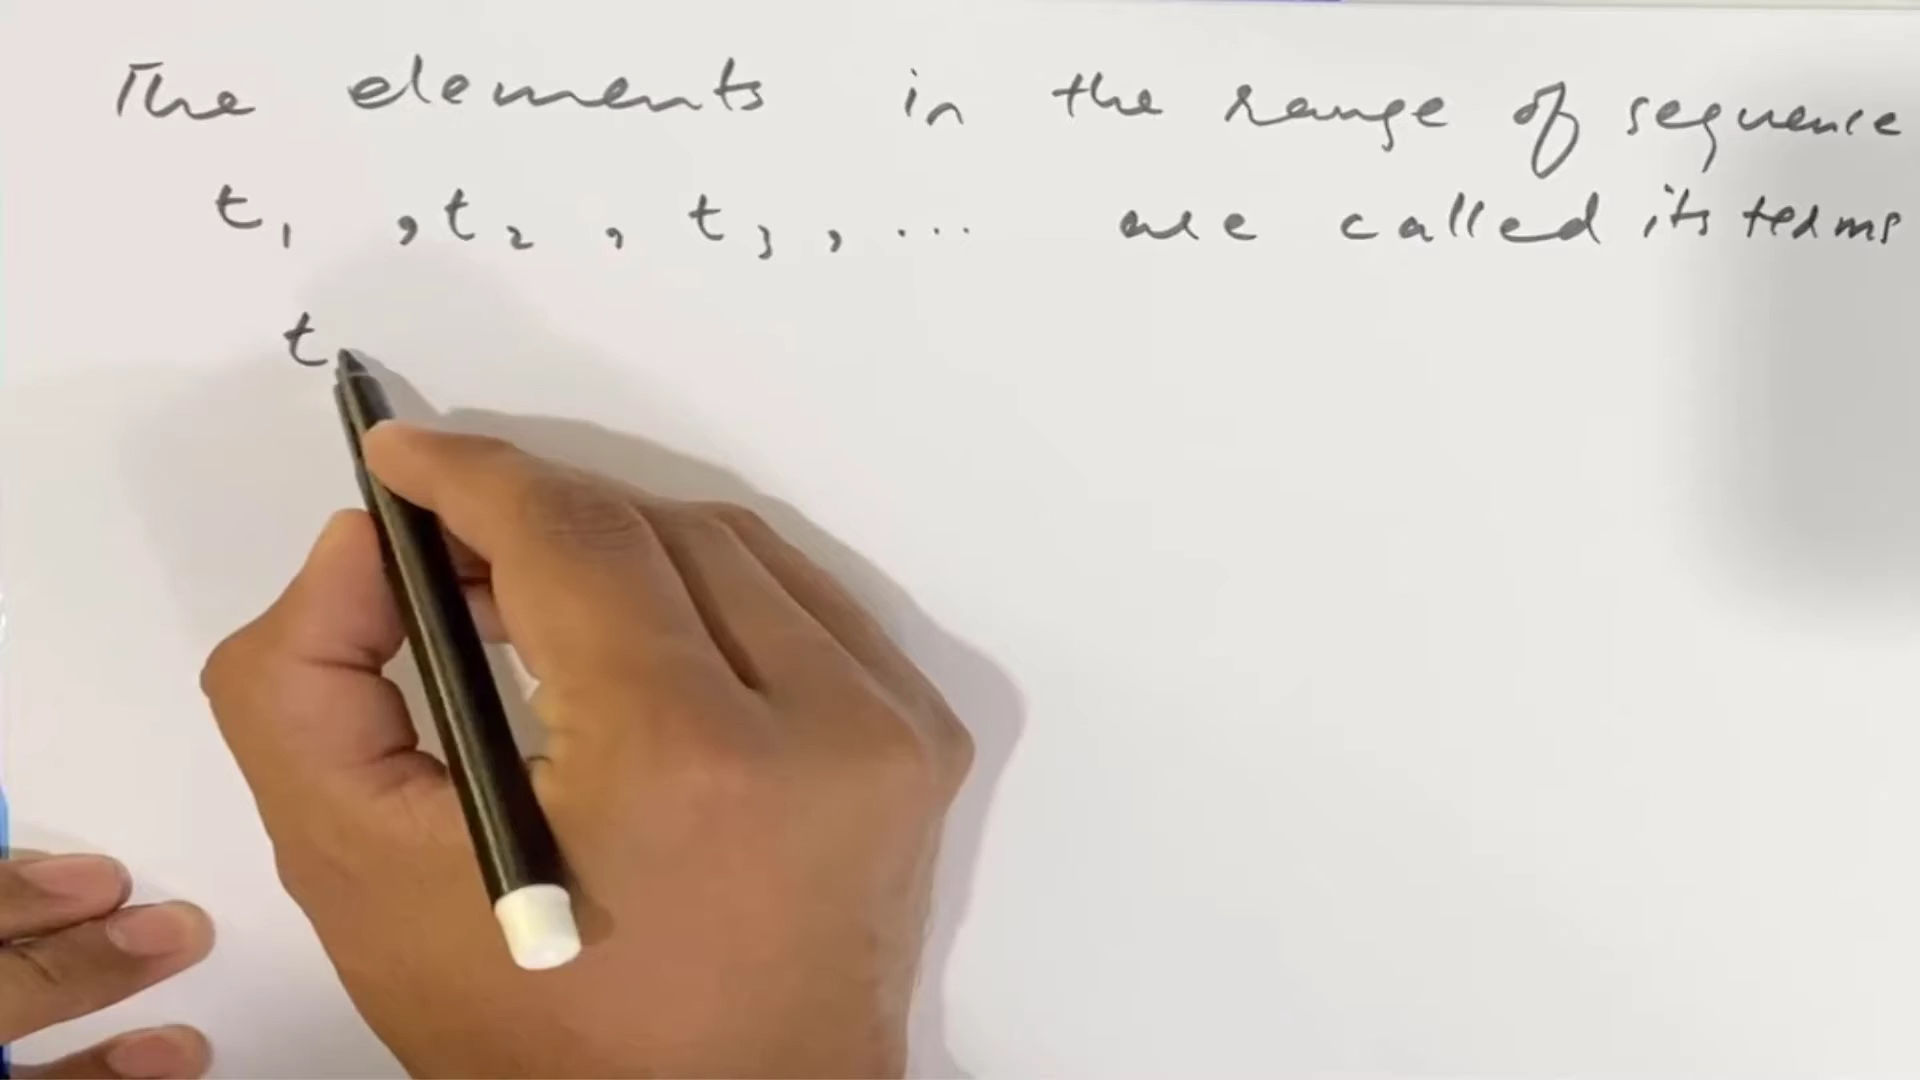 The elements in the range of sequence
t₁ , t₂ , t₃ , ... are called its terms
t